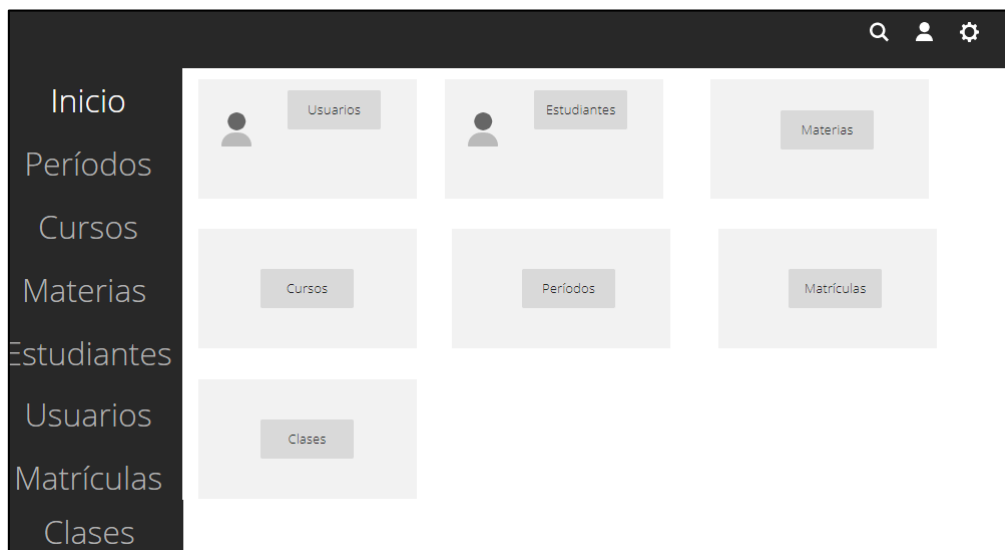 Inicio
Períodos
Cursos
Materias
Estudiantes
Usuarios
Matrículas
Clases
Usuarios
Estudiantes
Materias
Cursos
Períodos
Matrículas
Clases